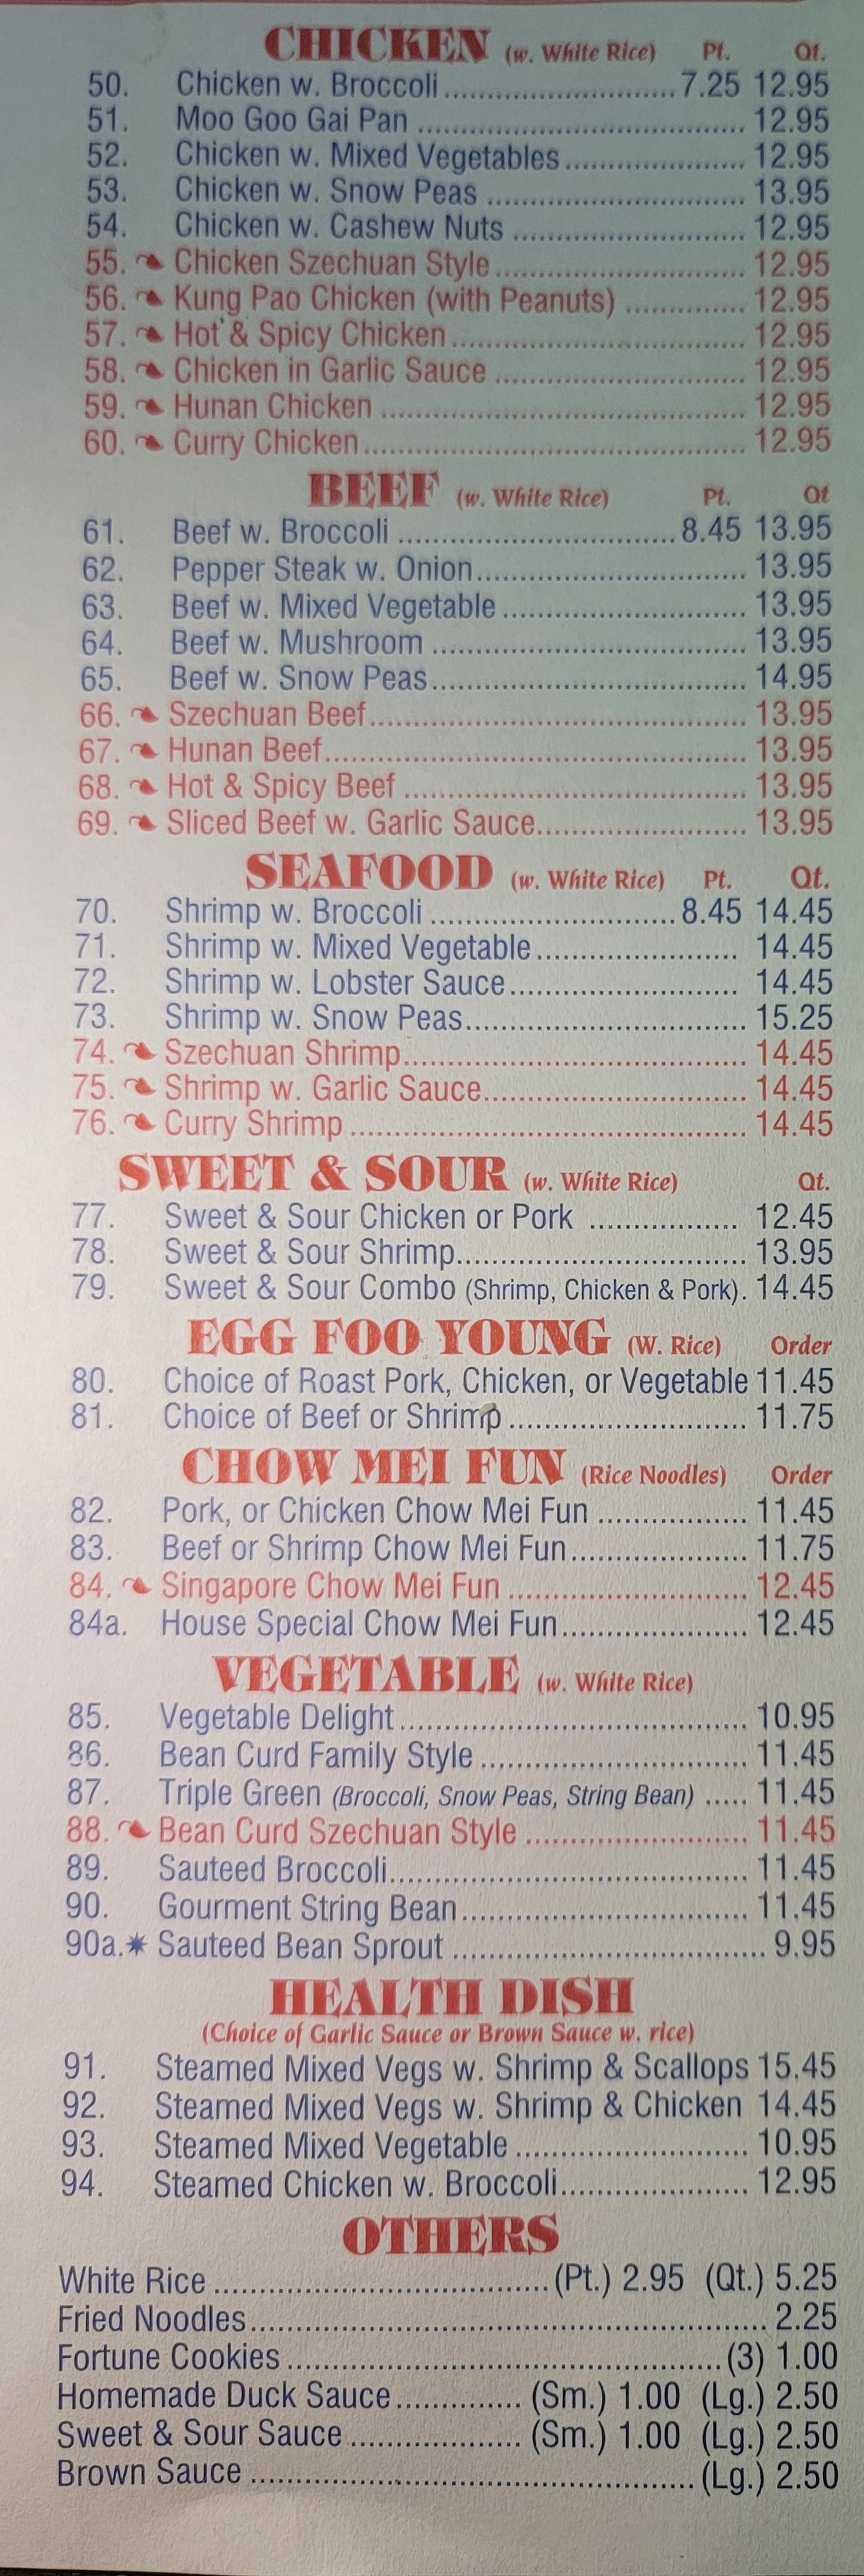 CHICKEN (w. White Rice) Pt. Qt.
50. Chicken w. Broccoli 7.25 12.95
51. Moo Goo Gai Pan 12.95
52. Chicken w. Mixed Vegetables 12.95
53. Chicken w. Snow Peas 13.95
54. Chicken w. Cashew Nuts 12.95
55. Chicken Szechuan Style 12.95
56. Kung Pao Chicken (with Peanuts) 12.95
57. Hot & Spicy Chicken 12.95
58. Chicken in Garlic Sauce 12.95
59. Hunan Chicken 12.95
60. Curry Chicken 12.95
BEEF (w. White Rice) Pt. Qt
61. Beef w. Broccoli 8.45 13.95
62. Pepper Steak w. Onion 13.95
63. Beef w. Mixed Vegetable 13.95
64. Beef w. Mushroom 13.95
65. Beef w. Snow Peas 14.95
66. Szechuan Beef 13.95
67. Hunan Beef 13.95
68. Hot & Spicy Beef 13.95
69. Sliced Beef w. Garlic Sauce 13.95
SEAFOOD (w. White Rice) Pt. Qt.
70. Shrimp w. Broccoli 8.45 14.45
71. Shrimp w. Mixed Vegetable 14.45
72. Shrimp w. Lobster Sauce 14.45
73. Shrimp w. Snow Peas 15.25
74. Szechuan Shrimp 14.45
75. Shrimp w. Garlic Sauce 14.45
76. Curry Shrimp 14.45
SWEET & SOUR (w. White Rice) Qt.
77. Sweet & Sour Chicken or Pork 12.45
78. Sweet & Sour Shrimp 13.95
79. Sweet & Sour Combo (Shrimp, Chicken & Pork). 14.45
EGG FOO YOUNG (W. Rice) Order
80. Choice of Roast Pork, Chicken, or Vegetable 11.45
81. Choice of Beef or Shrimp 11.75
CHOW MEI FUN (Rice Noodles) Order
82. Pork, or Chicken Chow Mei Fun 11.45
83. Beef or Shrimp Chow Mei Fun 11.75
84. Singapore Chow Mei Fun 12.45
84a. House Special Chow Mei Fun 12.45
VEGETABLE (w. White Rice)
85. Vegetable Delight 10.95
86. Bean Curd Family Style 11.45
87. Triple Green (Broccoli, Snow Peas, String Bean) 11.45
88. Bean Curd Szechuan Style 11.45
89. Sauteed Broccoli 11.45
90. Gourment String Bean 11.45
90a.✷ Sauteed Bean Sprout 9.95
HEALTH DISH
(Choice of Garlic Sauce or Brown Sauce w. rice)
91. Steamed Mixed Vegs w. Shrimp & Scallops 15.45
92. Steamed Mixed Vegs w. Shrimp & Chicken 14.45
93. Steamed Mixed Vegetable 10.95
94. Steamed Chicken w. Broccoli 12.95
OTHERS
White Rice (Pt.) 2.95 (Qt.) 5.25
Fried Noodles 2.25
Fortune Cookies (3) 1.00
Homemade Duck Sauce (Sm.) 1.00 (Lg.) 2.50
Sweet & Sour Sauce (Sm.) 1.00 (Lg.) 2.50
Brown Sauce (Lg.) 2.50